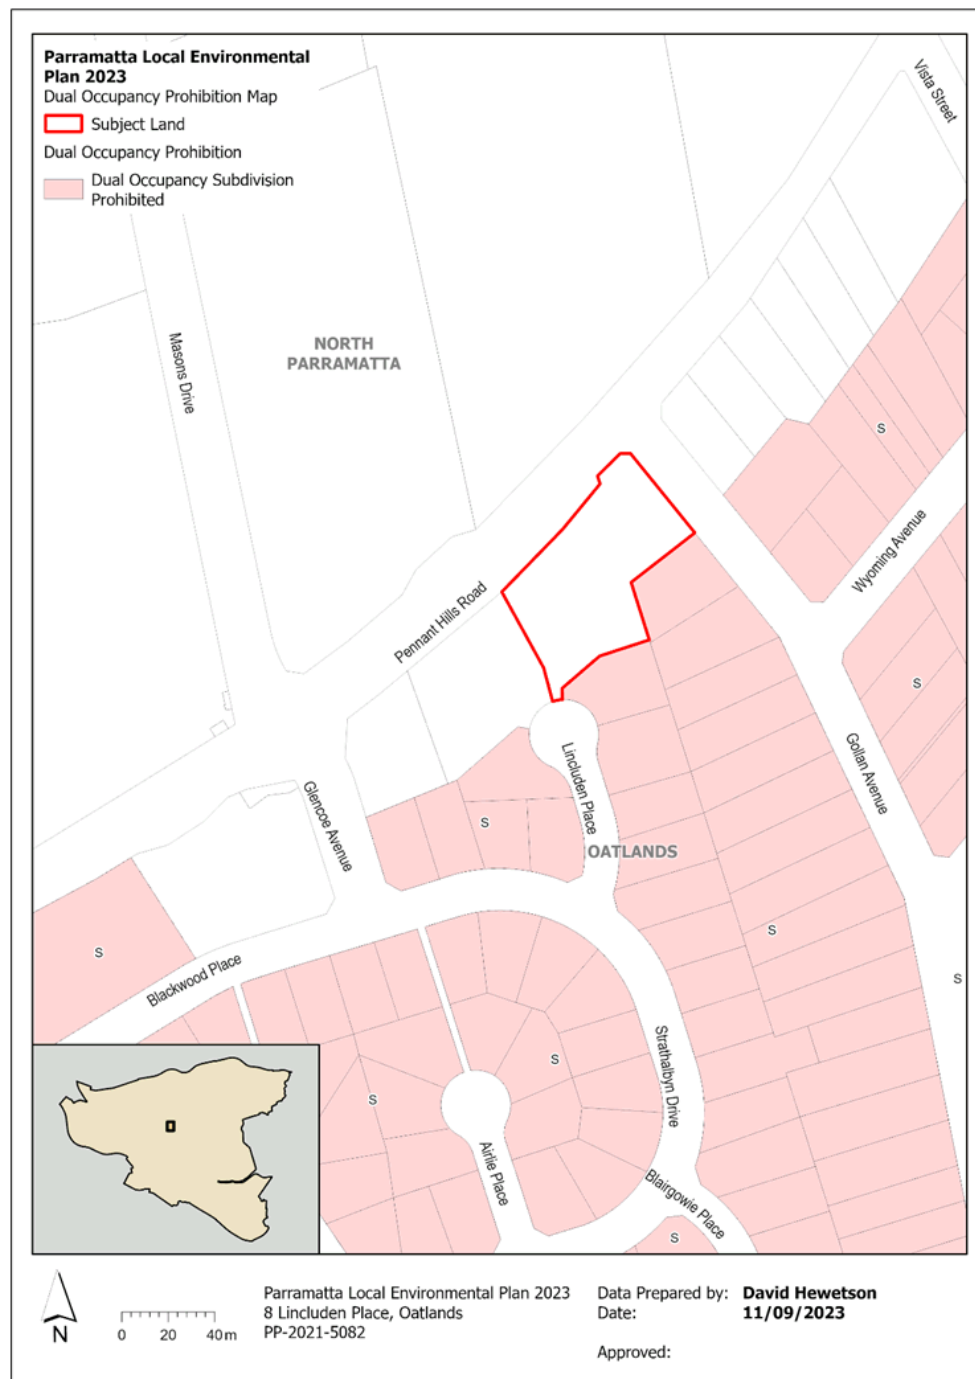 Parramatta Local Environmental
Plan 2023
Dual Occupancy Prohibition Map
Subject Land
Dual Occupancy Prohibition
Dual Occupancy Subdivision
Prohibited
Vista Street
Masons Drive
NORTH
PARRAMATTA
S
Wyoming Avenue
Pennant Hills Road
S
Gollan Avenue
Lincluden Place
Glencoe Avenue
S
OATLANDS
S
S
Blackwood Place
S
Strathalbyn Drive
S
S
Airlie Place
Blairgowie Place
S
N
0 20 40 m
Parramatta Local Environmental Plan 2023
8 Lincluden Place, Oatlands
PP-2021-5082
Data Prepared by: David Hewetson
Date: 11/09/2023
Approved: